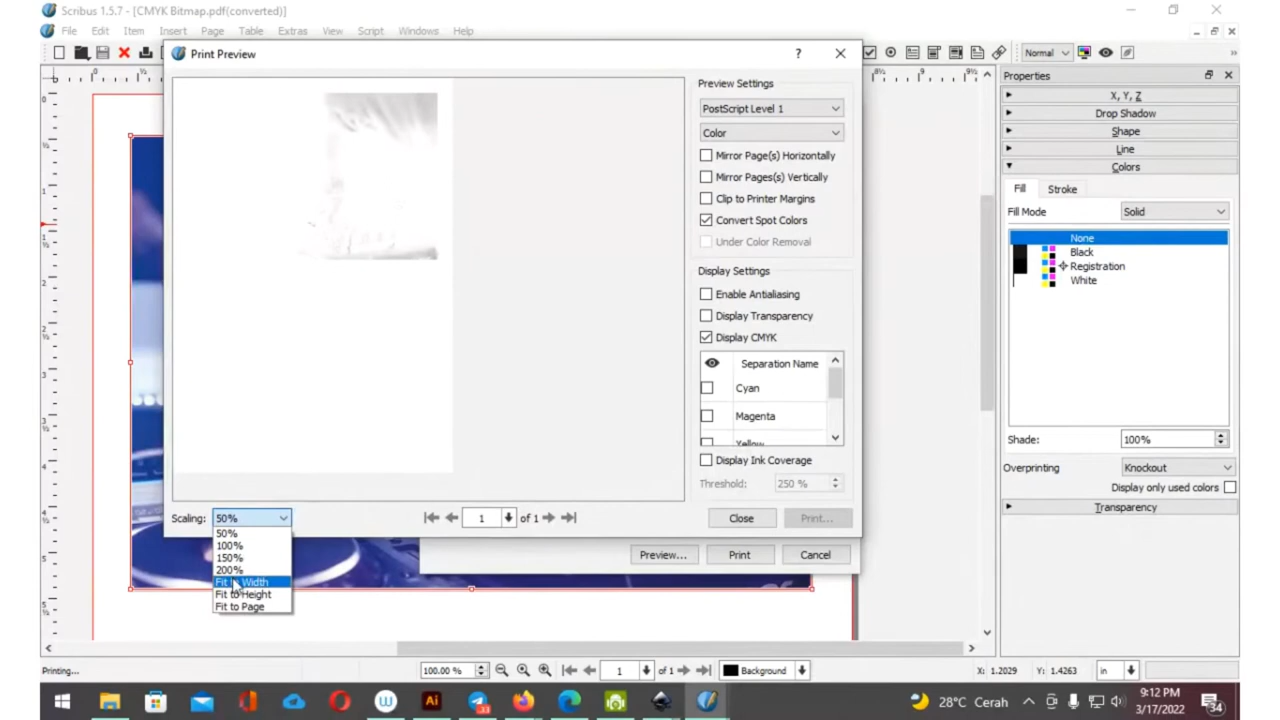 Scribus 1.5.7 - [CMYK Bitmap.pdf(converted)]
File Edit Item Insert Page Table Extras View Script Windows Help
Print Preview
?
Normal
Preview Settings
PostScript Level 1
Color
Mirror Page(s) Horizontally
Mirror Pages(s) Vertically
Clip to Printer Margins
Convert Spot Colors
Under Color Removal
Display Settings
Enable Antialiasing
Display Transparency
Display CMYK
Separation Name
Cyan
Magenta
Yellow
Display Ink Coverage
Threshold: 250 %
Scaling: 50%
50%
100%
150%
200%
Fit to Width
Fit to Height
Fit to Page
1 of 1
Close Print...
Preview... Print Cancel
Properties
X, Y, Z
Drop Shadow
Shape
Line
Colors
Fill Stroke
Fill Mode Solid
None
Black
Registration
White
Shade: 100%
Overprinting Knockout
Display only used colors
Transparency
Printing... 100.00 % 1 of 1 Background X: 1.2029 Y: 1.4263 in
28°C Cerah 9:12 PM
3/17/2022
34